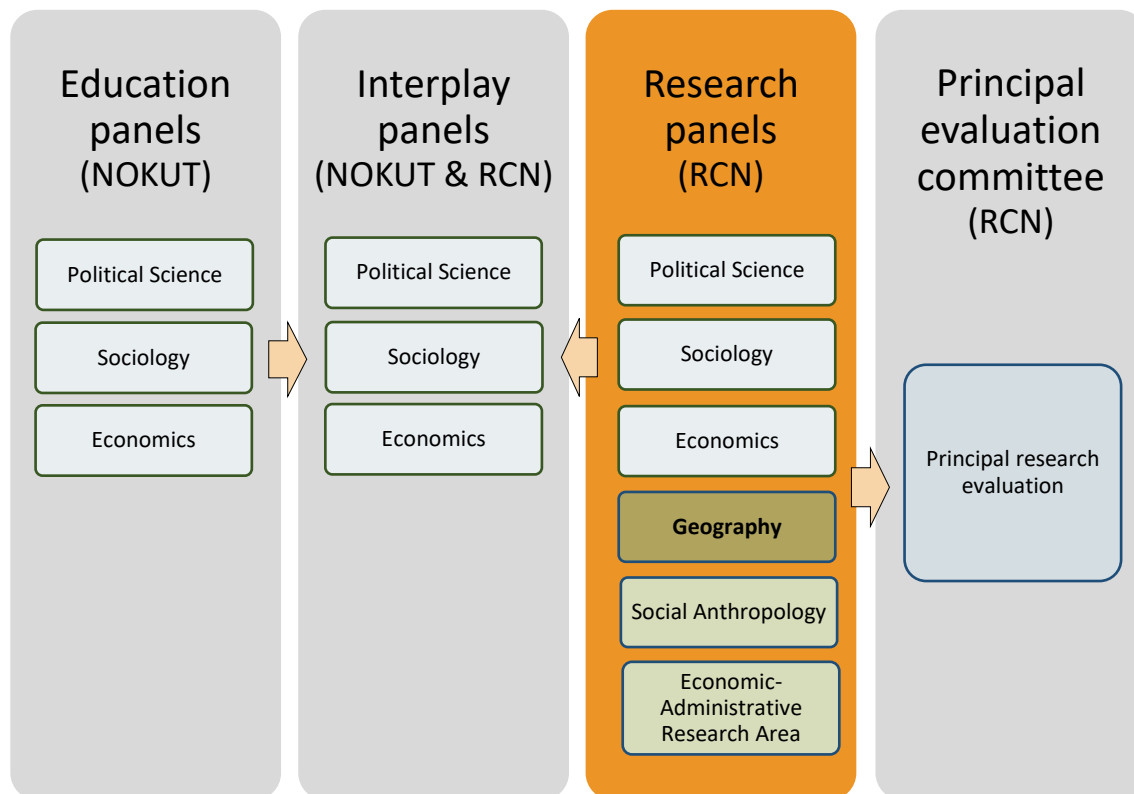 Education
panels
(NOKUT)
Political Science
Sociology
Economics
Interplay
panels
(NOKUT & RCN)
Political Science
Sociology
Economics
Research
panels
(RCN)
Political Science
Sociology
Economics
Geography
Social Anthropology
Economic-
Administrative
Research Area
Principal
evaluation
committee
(RCN)
Principal research
evaluation